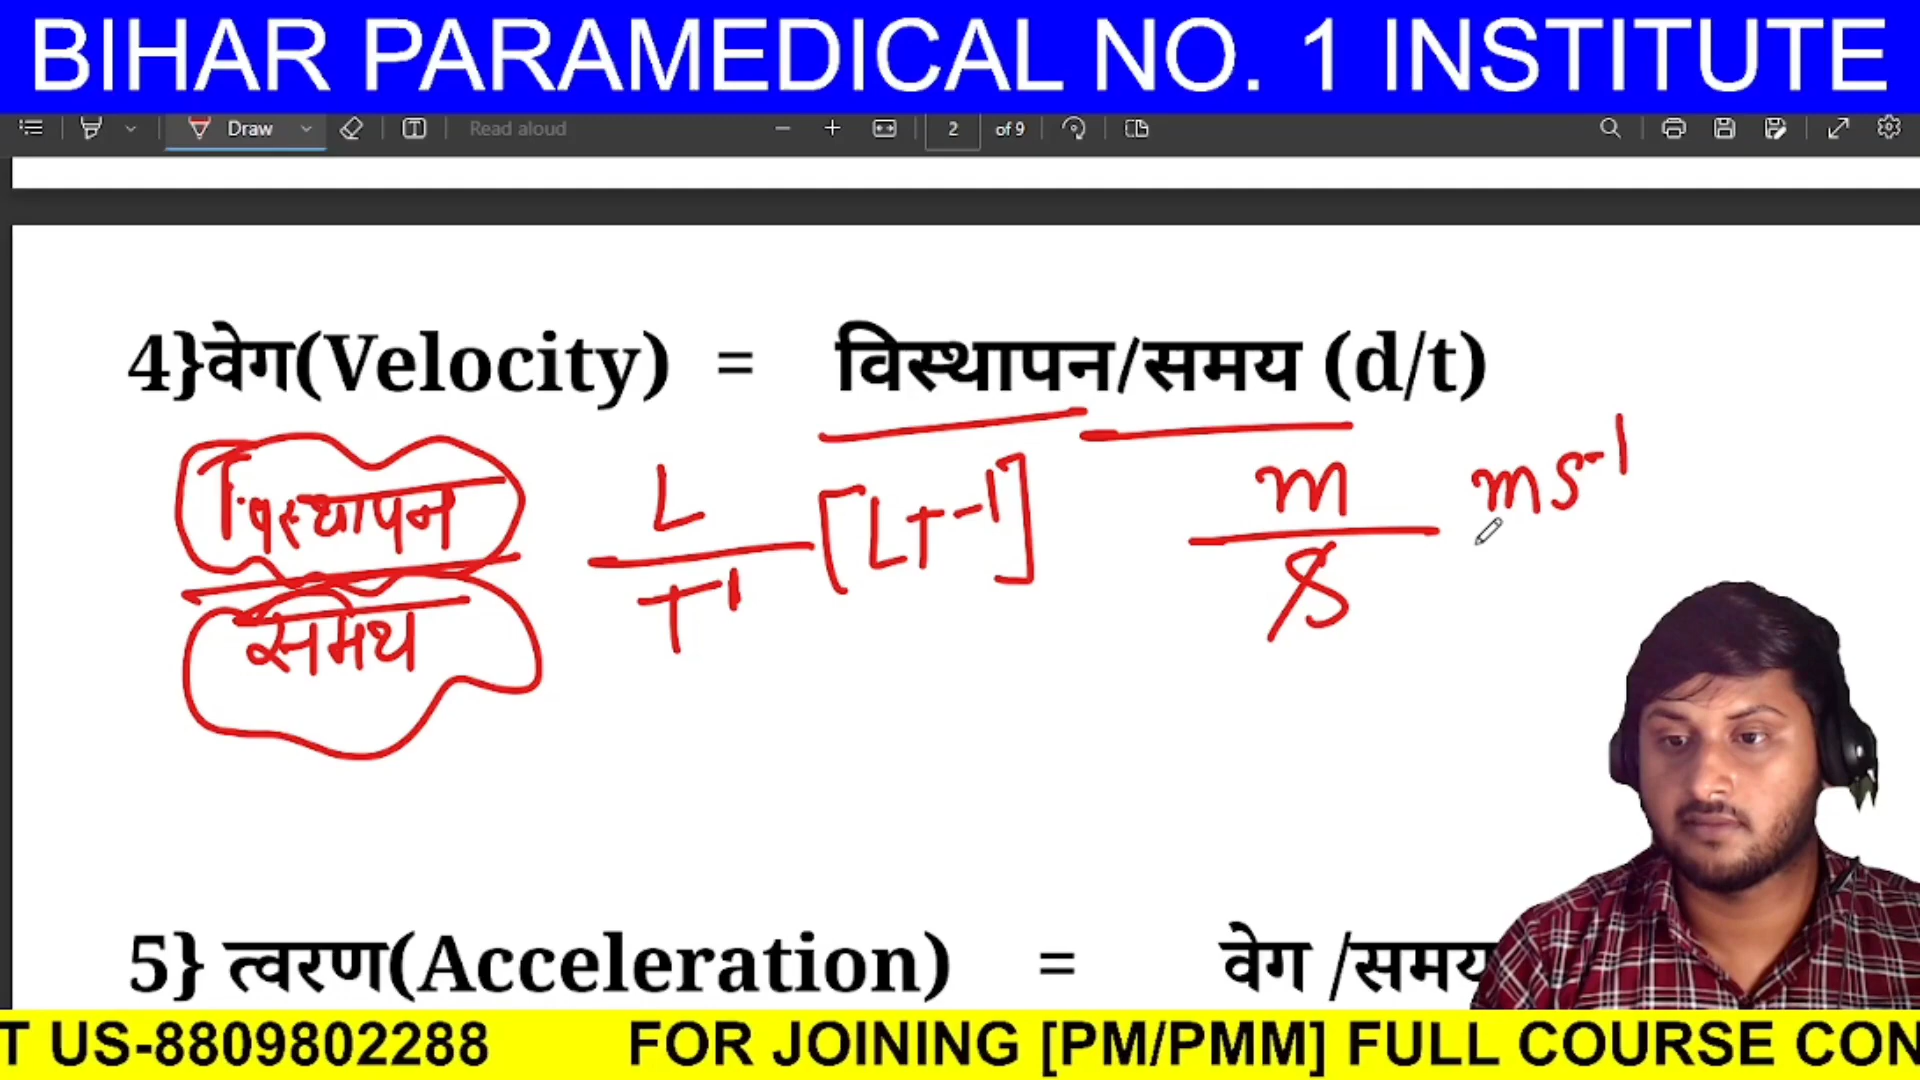 BIHAR PARAMEDICAL NO. 1 INSTITUTE
Draw Read aloud 2 of 9
4}वेग(Velocity) = विस्थापन/समय (d/t)
विस्थापन L [LT-1] m ms-1
समय T1 s
5} त्वरण(Acceleration) = वेग /समय
T US-8809802288 FOR JOINING [PM/PMM] FULL COURSE CON